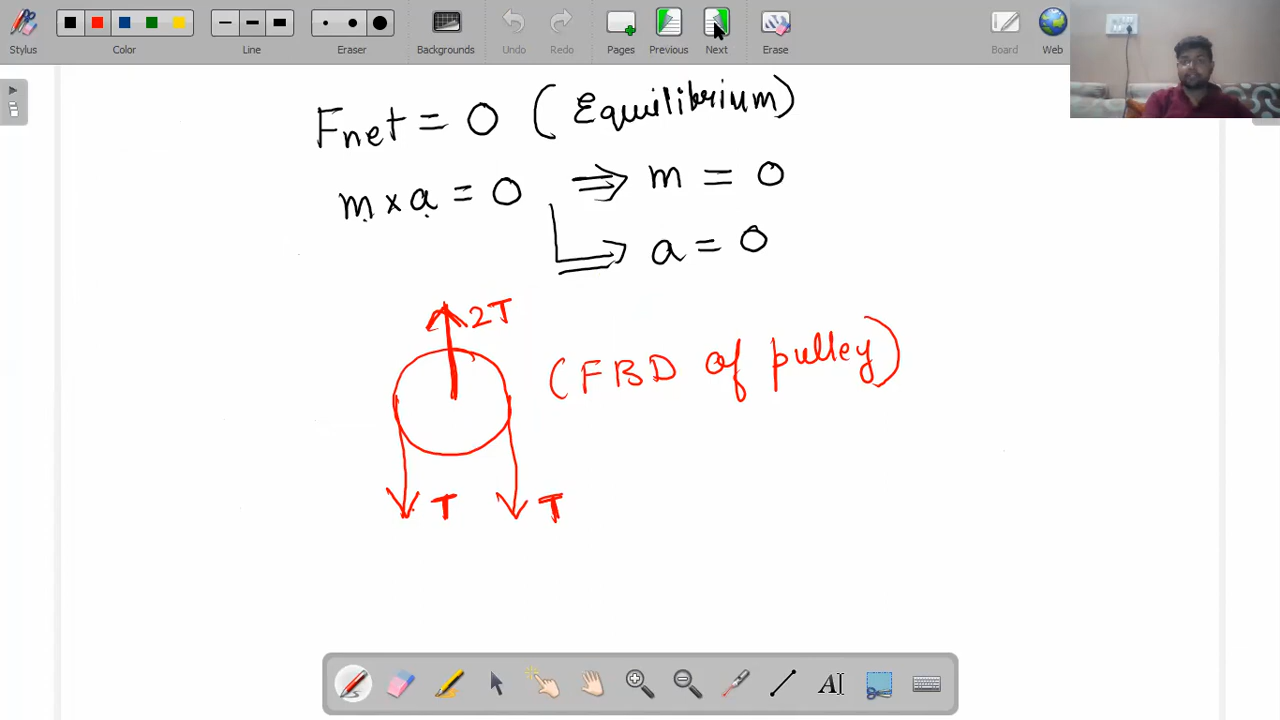 Stylus
Color
Line
Eraser
Backgrounds
Undo
Redo
Pages
Previous
Next
Erase
Board
Web
Fnet = 0 (Equilibrium)
m × a = 0 ⇒ m = 0
⇒ a = 0
2T
(FBD of pulley)
T T
AI